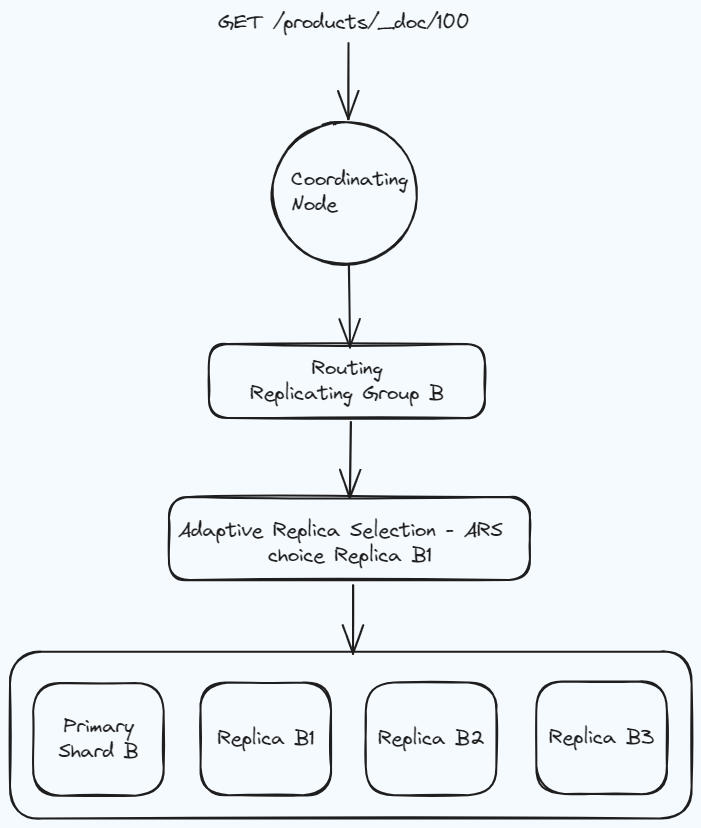 GET /products/_doc/100
Coordinating
Node
Routing
Replicating Group B
Adaptive Replica Selection - ARS
choice Replica B1
Primary
Shard B
Replica B1
Replica B2
Replica B3